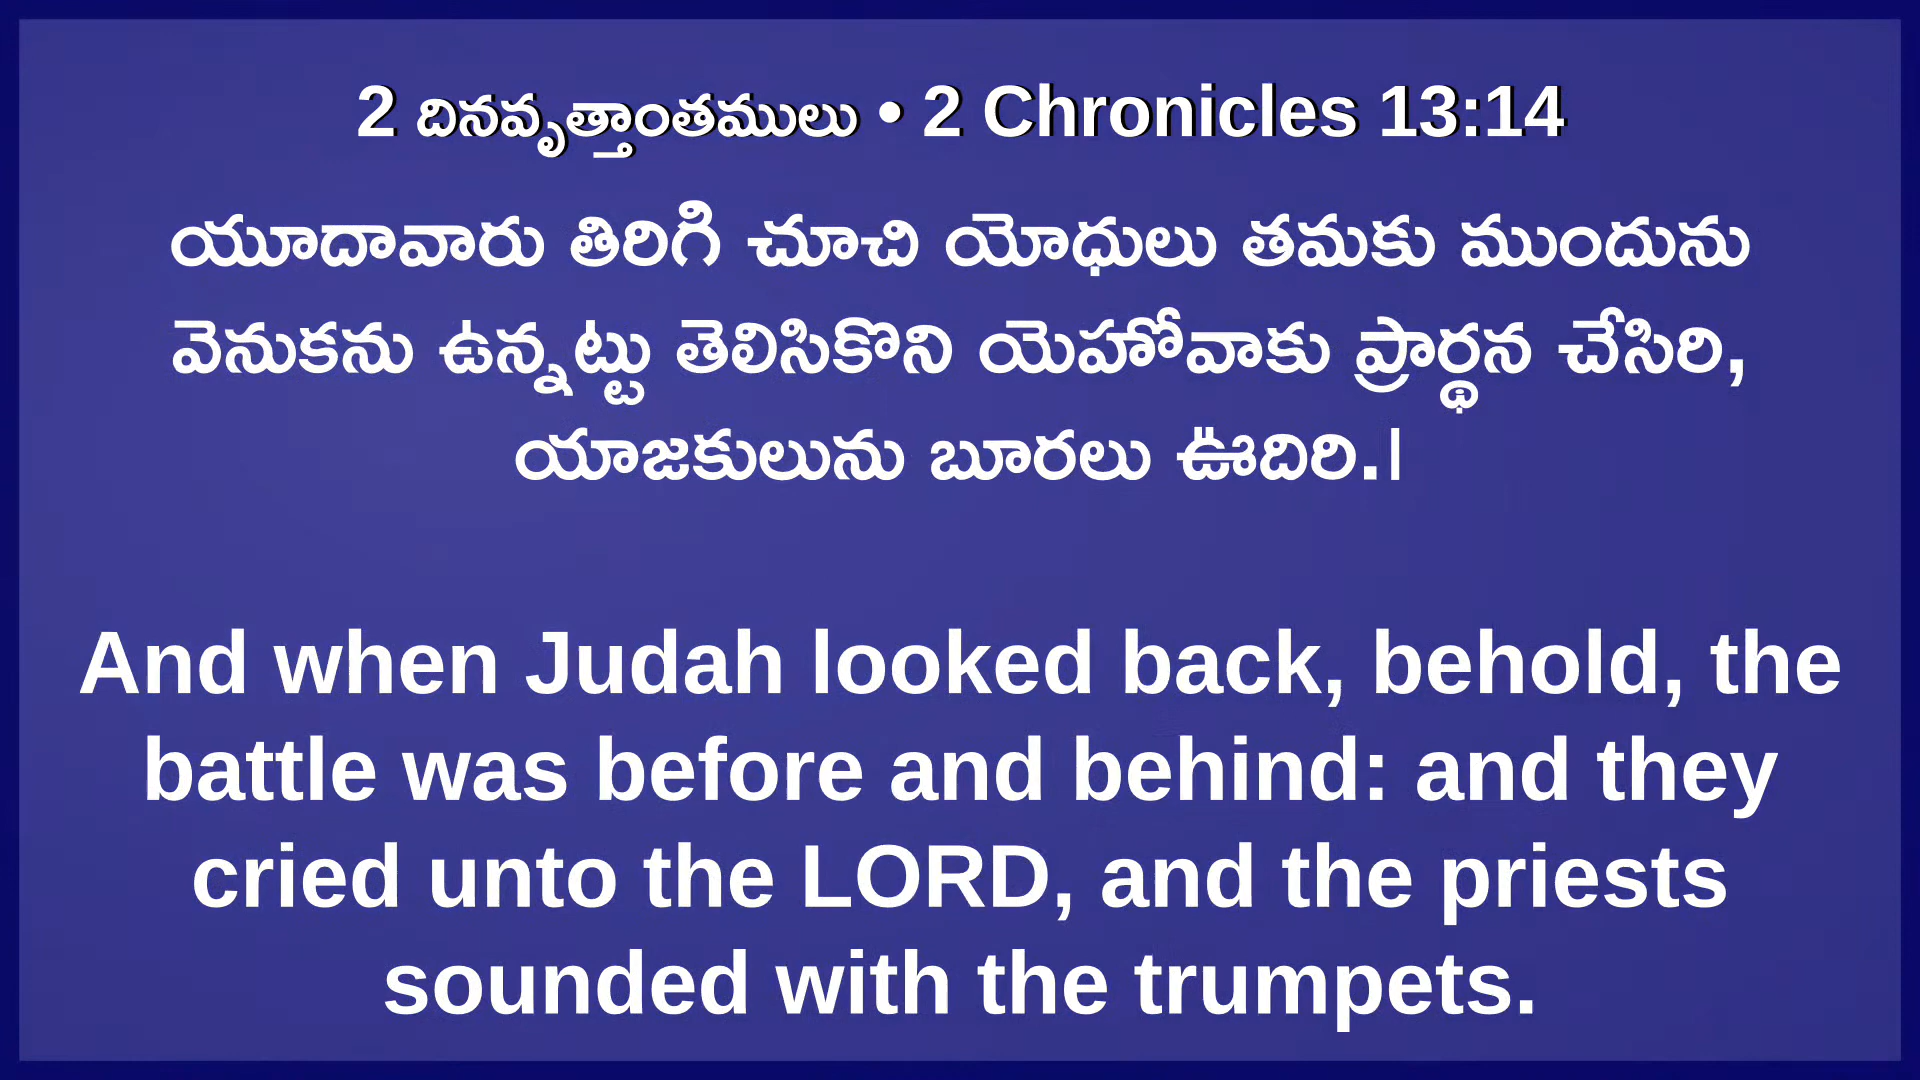 2 దినవృత్తాంతములు • 2 Chronicles 13:14
యూదావారు తిరిగి చూచి యోధులు తమకు ముందును
వెనుకను ఉన్నట్టు తెలిసికొని యెహోవాకు ప్రార్థన చేసిరి,
యాజకులును బూరలు ఊదిరి.|
And when Judah looked back, behold, the
battle was before and behind: and they
cried unto the LORD, and the priests
sounded with the trumpets.